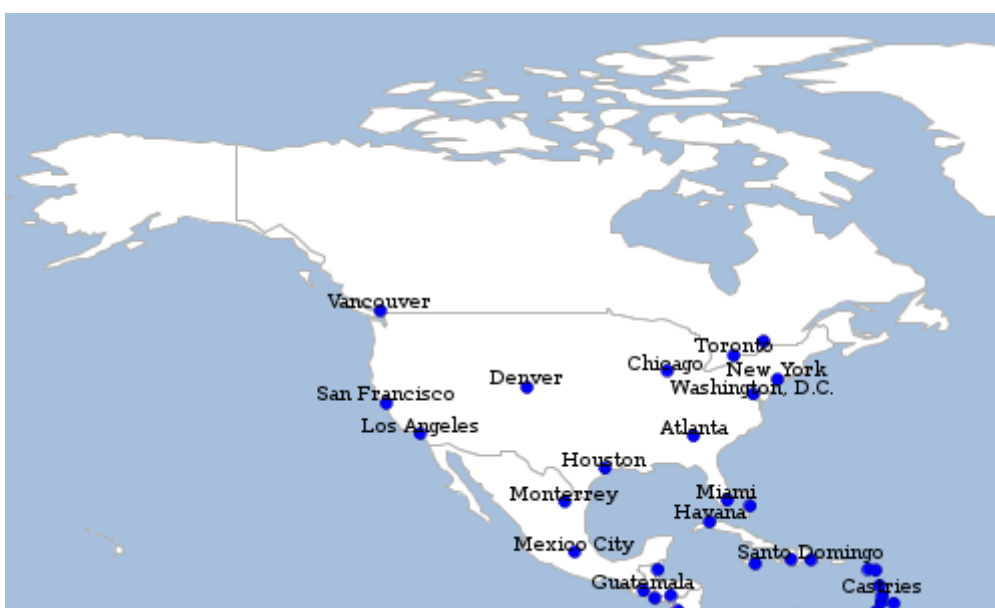 Vancouver
Toronto
Chicago
New York
Denver
Washington, D.C.
San Francisco
Los Angeles
Atlanta
Houston
Monterrey
Miami
Havana
Mexico City
Santo Domingo
Guatemala
Castries